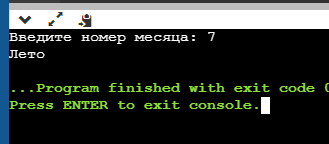 Введите номер месяца: 7
Лето
...Program finished with exit code 0
Press ENTER to exit console.